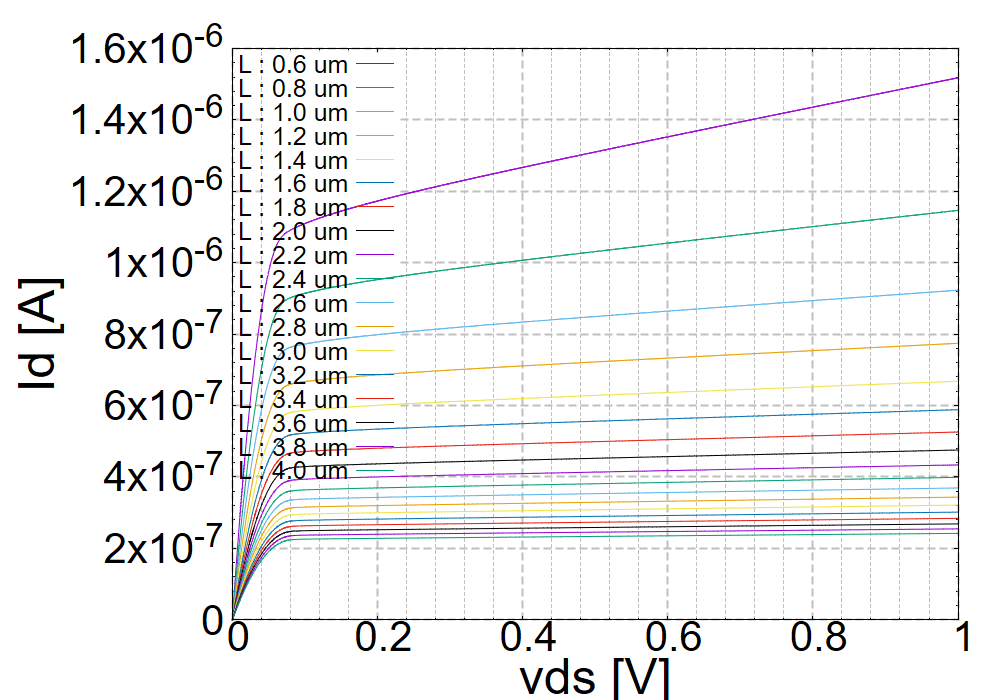 1.6x10-6
1.4x10-6
1.2x10-6
1x10-6
8x10-7
6x10-7
4x10-7
2x10-7
0
Id [A]
L : 0.6 um
L : 0.8 um
L : 1.0 um
L : 1.2 um
L : 1.4 um
L : 1.6 um
L : 1.8 um
L : 2.0 um
L : 2.2 um
L : 2.4 um
L : 2.6 um
L : 2.8 um
L : 3.0 um
L : 3.2 um
L : 3.4 um
L : 3.6 um
L : 3.8 um
L : 4.0 um
0 0.2 0.4 0.6 0.8 1
vds [V]